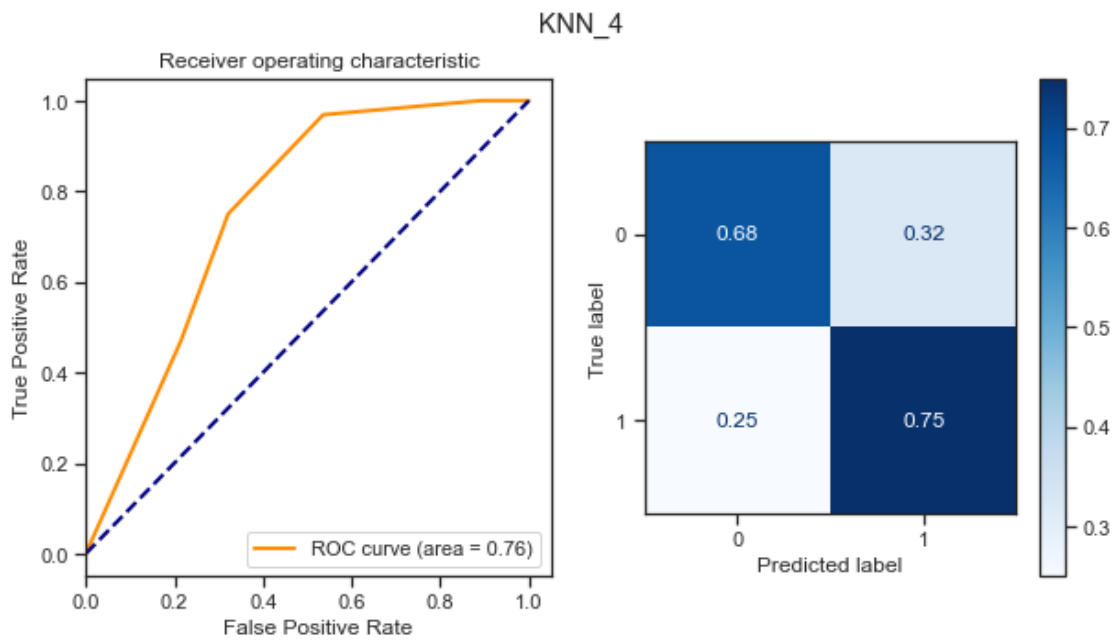 KNN_4
Receiver operating characteristic
True Positive Rate
1.0
0.8
0.6
0.4
0.2
0.0
ROC curve (area = 0.76)
0.0 0.2 0.4 0.6 0.8 1.0
False Positive Rate
True label
0
1
0.68 0.32
0.25 0.75
0 1
Predicted label
0.7
0.6
0.5
0.4
0.3